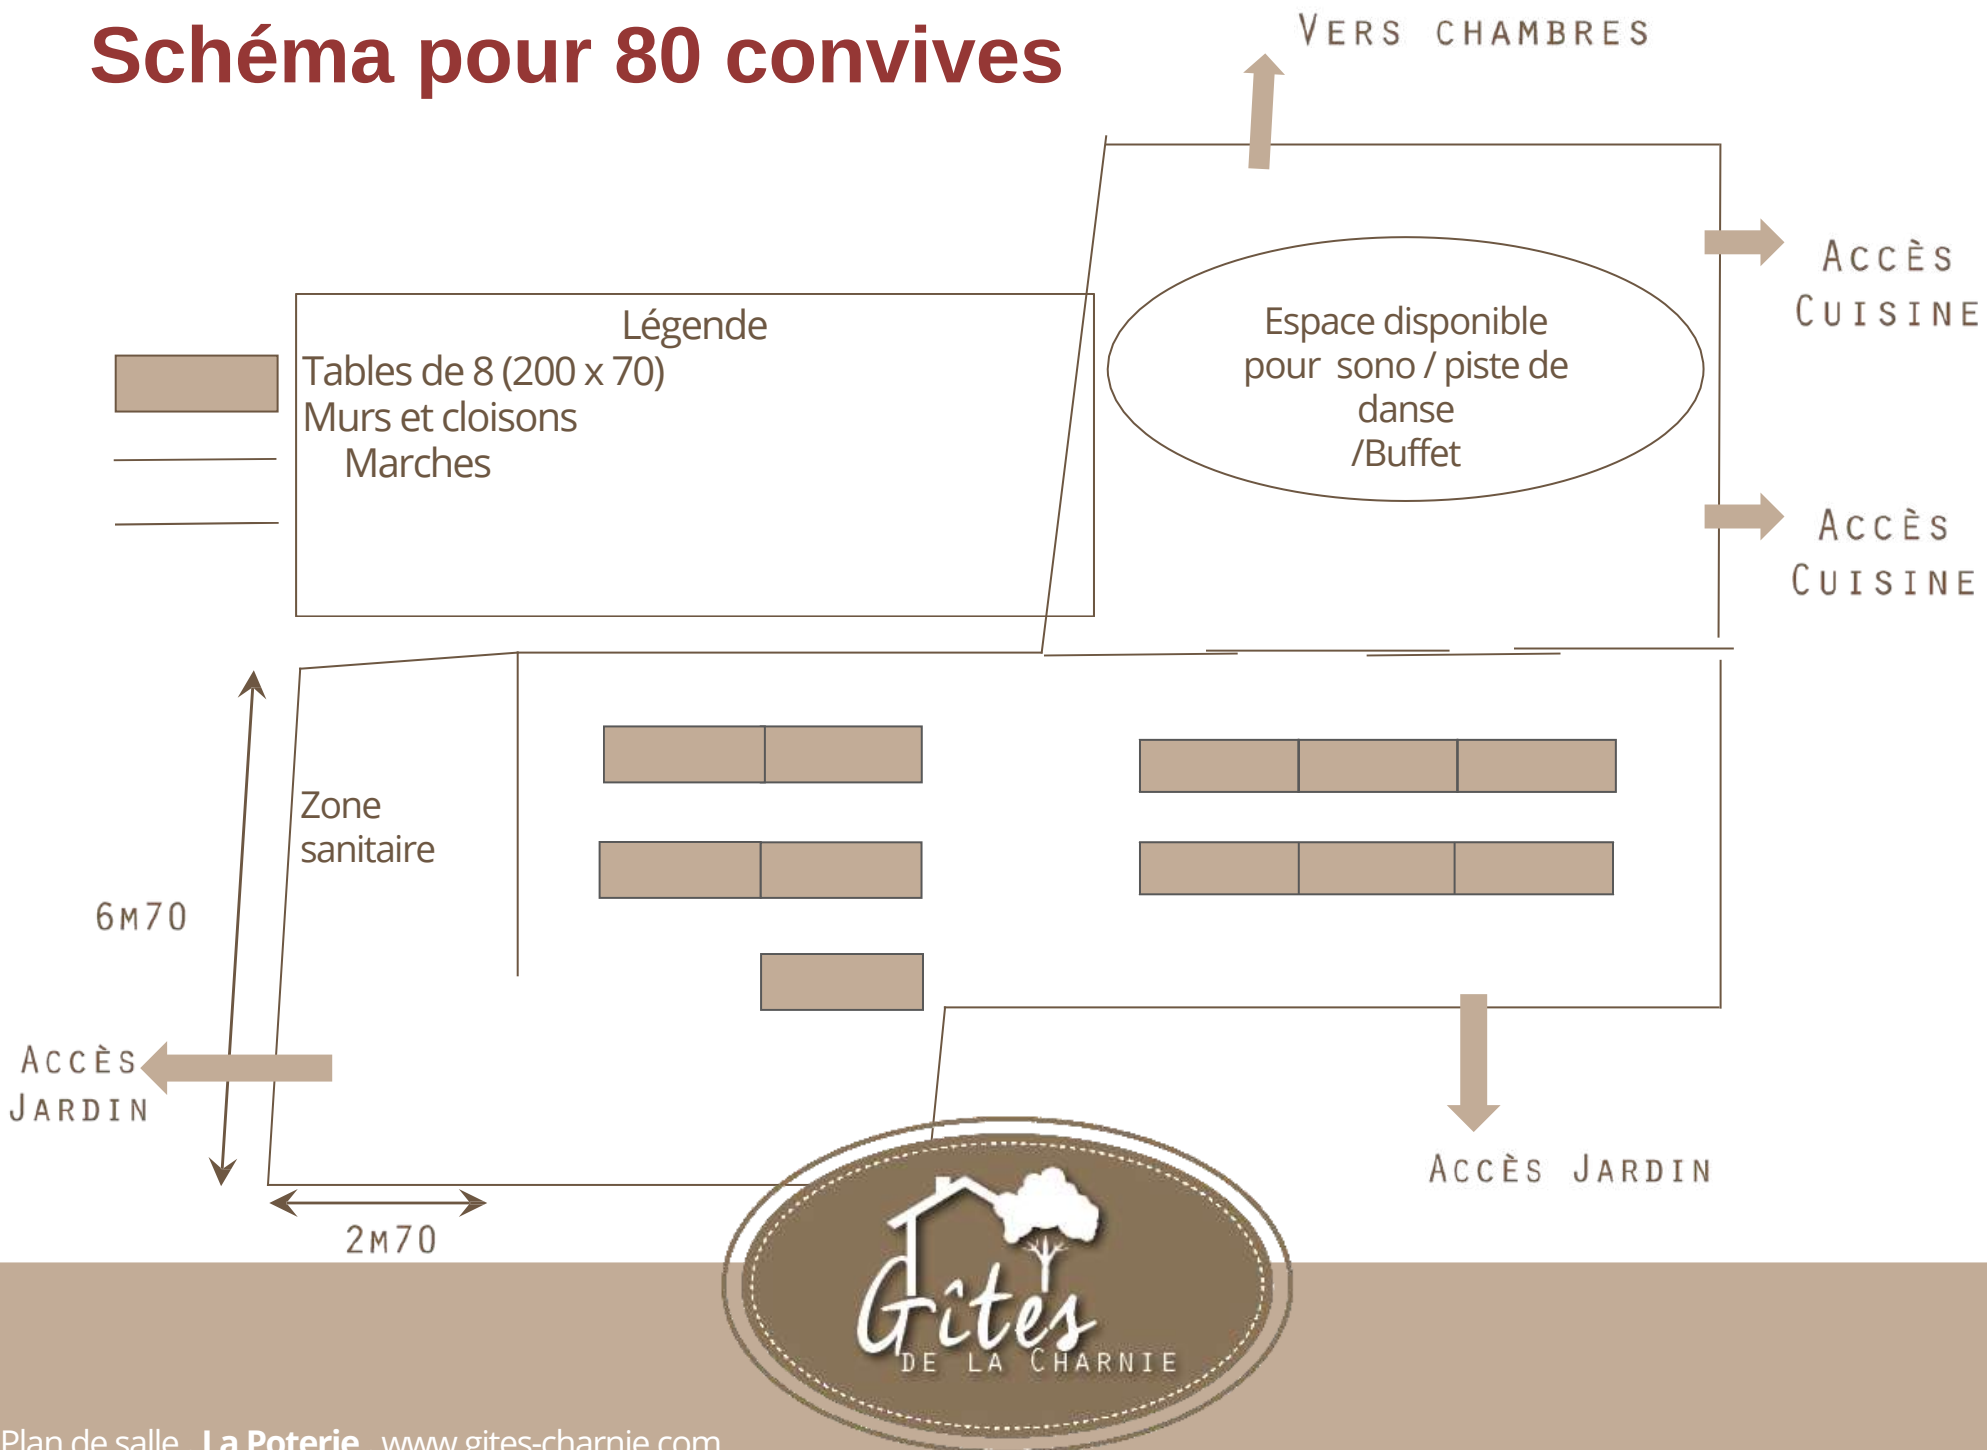 Schéma pour 80 convives
Vers chambres
Accès
Cuisine
Espace disponible
pour sono / piste de
danse
/Buffet
Légende
Tables de 8 (200 x 70)
Murs et cloisons
Marches
Accès
Cuisine
Zone
sanitaire
6m70
Accès
Jardin
Accès Jardin
2m70
Gîtes
de la Charnie
Plan de salle La Poterie www.gites-charnie.com